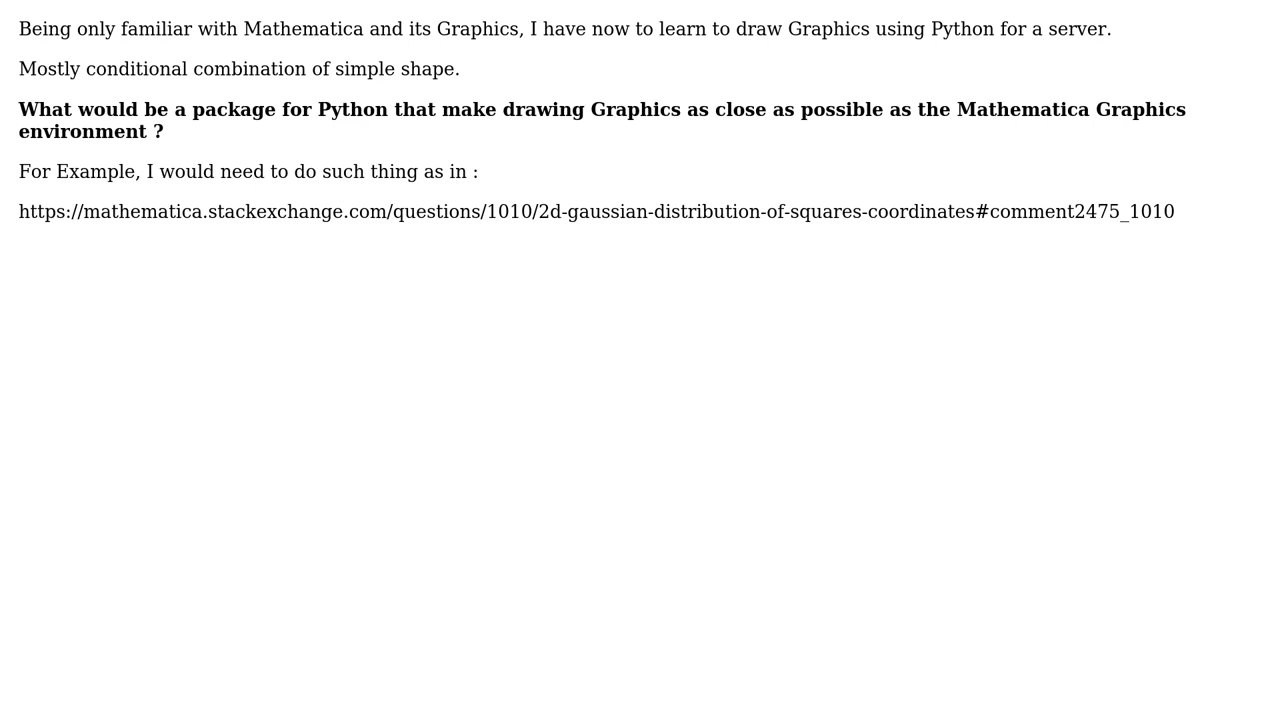 Being only familiar with Mathematica and its Graphics, I have now to learn to draw Graphics using Python for a server.
Mostly conditional combination of simple shape.
What would be a package for Python that make drawing Graphics as close as possible as the Mathematica Graphics
environment ?
For Example, I would need to do such thing as in :
https://mathematica.stackexchange.com/questions/1010/2d-gaussian-distribution-of-squares-coordinates#comment2475_1010